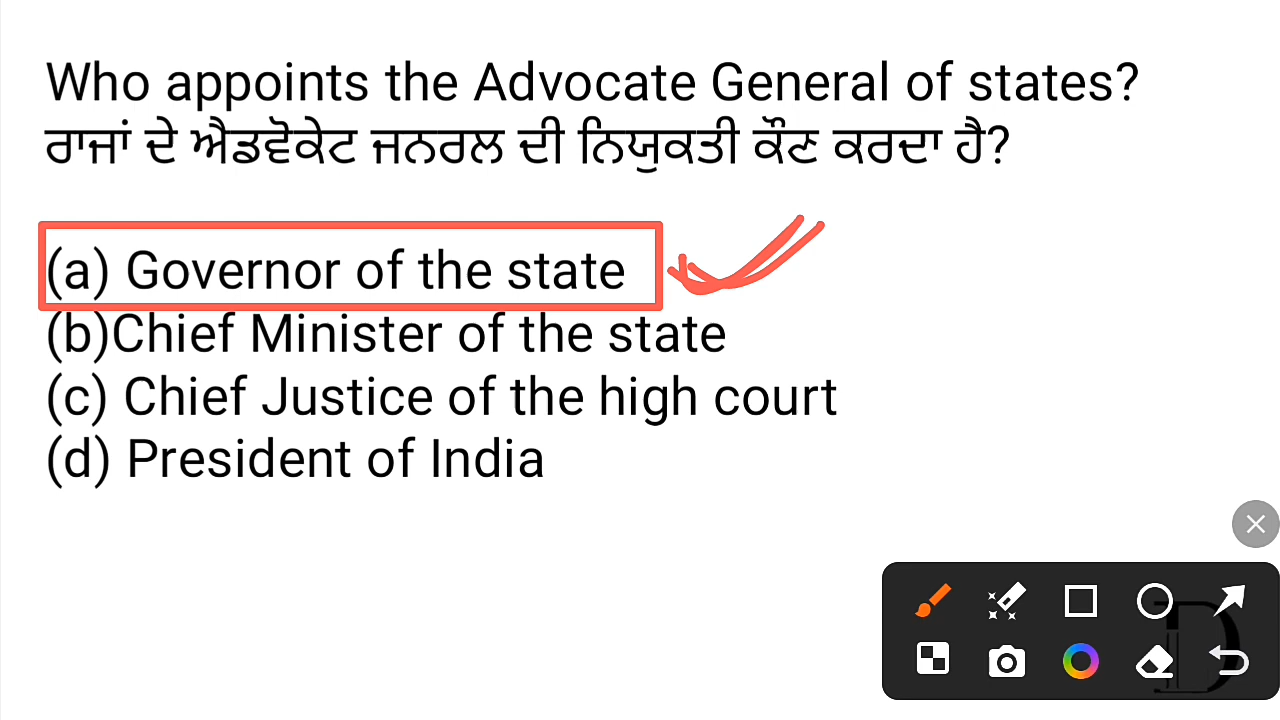 Who appoints the Advocate General of states?
ਰਾਜਾਂ ਦੇ ਐਡਵੋਕੇਟ ਜਨਰਲ ਦੀ ਨਿਯੁਕਤੀ ਕੌਣ ਕਰਦਾ ਹੈ?
(a) Governor of the state
(b)Chief Minister of the state
(c) Chief Justice of the high court
(d) President of India